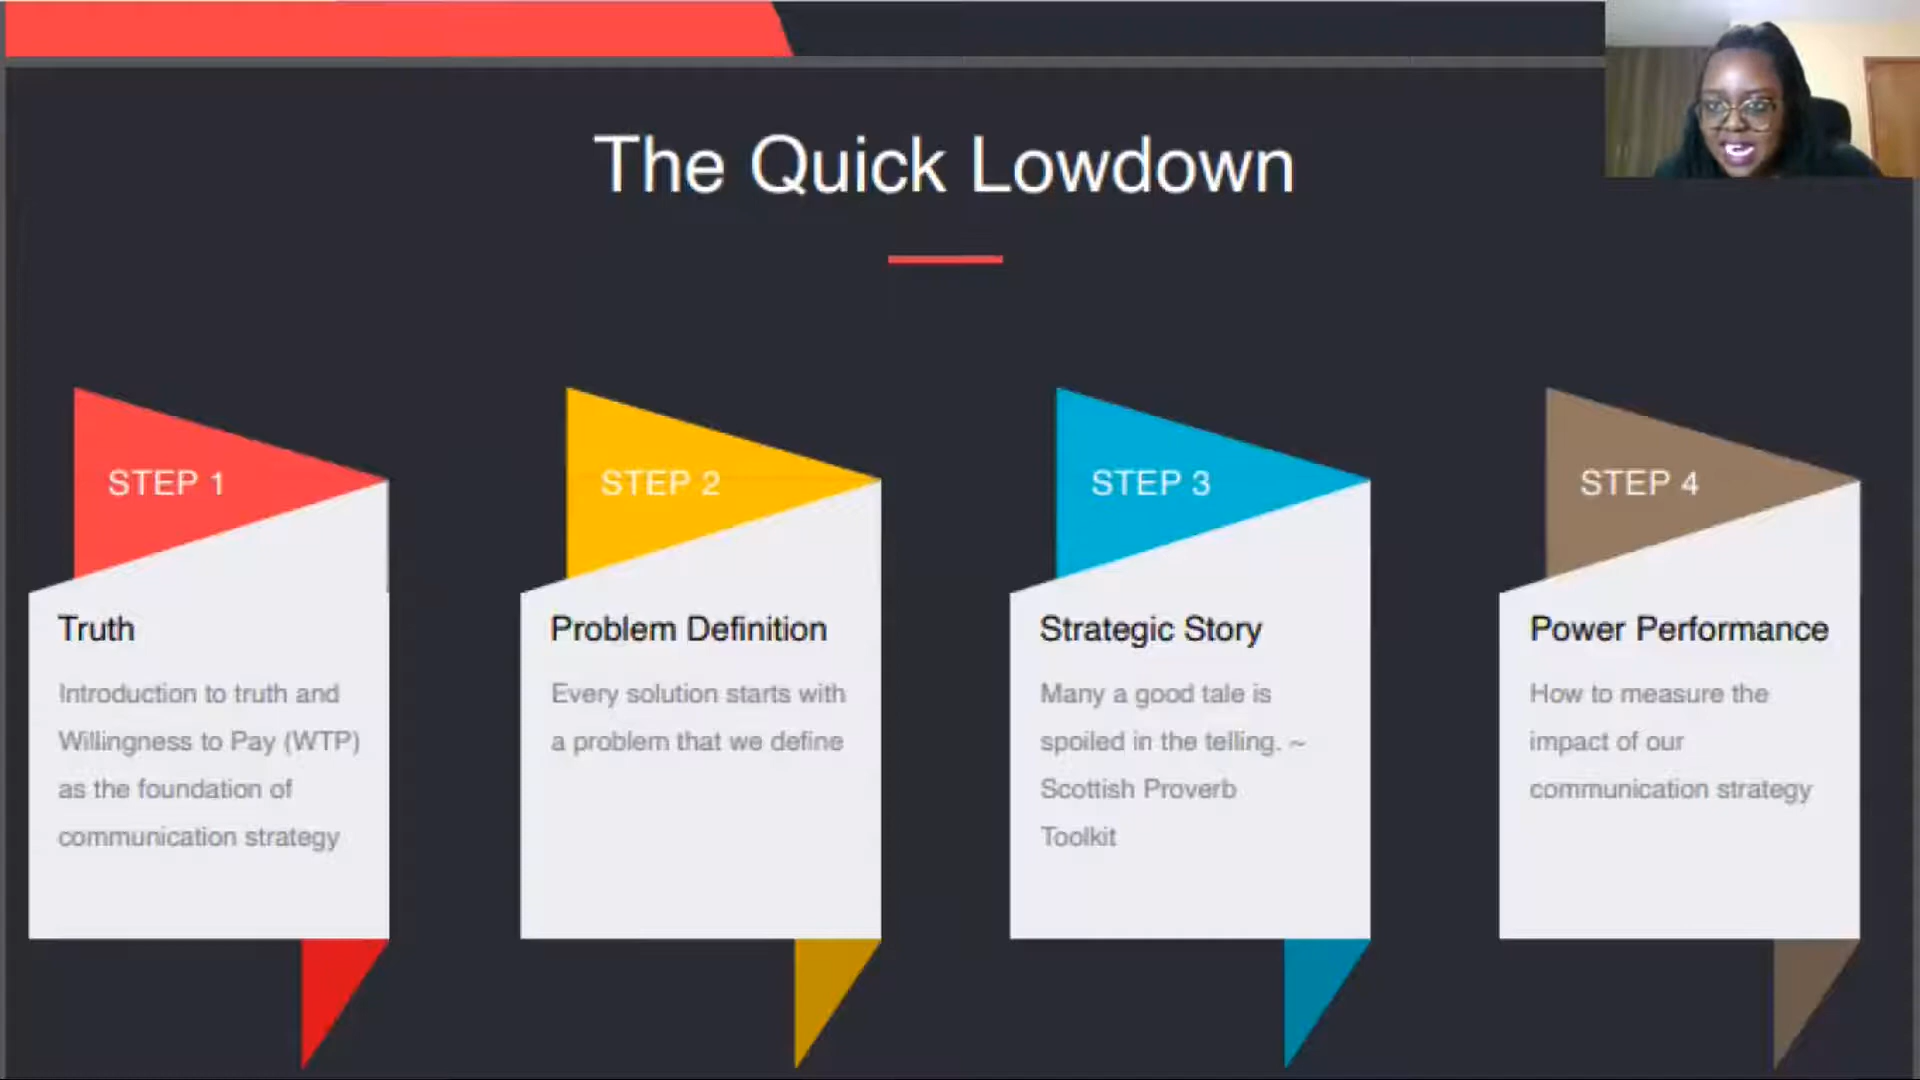 The Quick Lowdown
STEP 1
Truth
Introduction to truth and
Willingness to Pay (WTP)
as the foundation of
communication strategy
STEP 2
Problem Definition
Every solution starts with
a problem that we define
STEP 3
Strategic Story
Many a good tale is
spoiled in the telling. ~
Scottish Proverb
Toolkit
STEP 4
Power Performance
How to measure the
impact of our
communication strategy